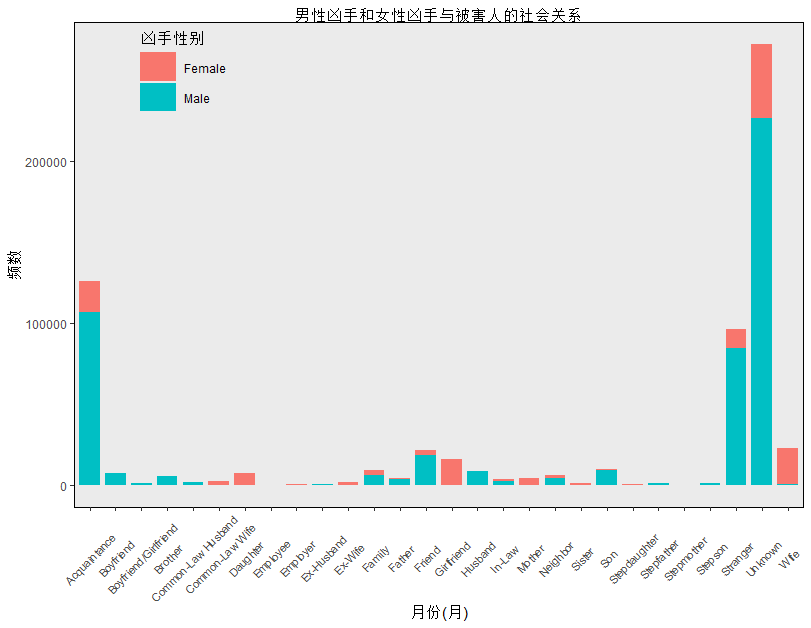 男性凶手和女性凶手与被害人的社会关系
凶手性别
Female
Male
频数
200000
100000
0
Acquaintance
Boyfriend
Boyfriend/Girlfriend
Brother
Common-Law Husband
Common-Law Wife
Daughter
Employee
Employer
Ex-Husband
Ex-Wife
Family
Father
Friend
Girlfriend
Husband
In-Law
Mother
Neighbor
Sister
Son
Stepdaughter
Stepfather
Stepmother
Stepson
Stranger
Unknown
Wife
月份(月)